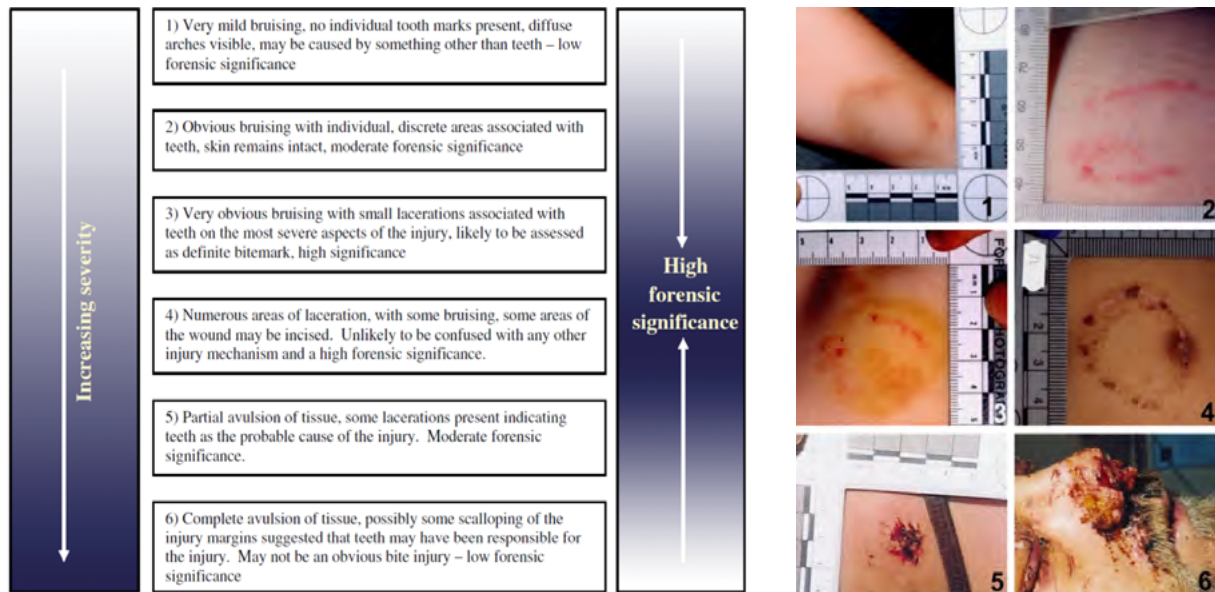 Increasing severity
1) Very mild bruising, no individual tooth marks present, diffuse
arches visible, may be caused by something other than teeth – low
forensic significance
2) Obvious bruising with individual, discrete areas associated with
teeth, skin remains intact, moderate forensic significance
3) Very obvious bruising with small lacerations associated with
teeth on the most severe aspects of the injury, likely to be assessed
as definite bitemark, high significance
4) Numerous areas of laceration, with some bruising, some areas
of the wound may be incised.  Unlikely to be confused with any other
injury mechanism and a high forensic significance.
5) Partial avulsion of tissue, some lacerations present indicating
teeth as the probable cause of the injury.  Moderate forensic
significance.
6) Complete avulsion of tissue, possibly some scalloping of the
injury margins suggested that teeth may have been responsible for
the injury.  May not be an obvious bite injury – low forensic
significance
High
forensic
significance
1
2
3
4
5
6